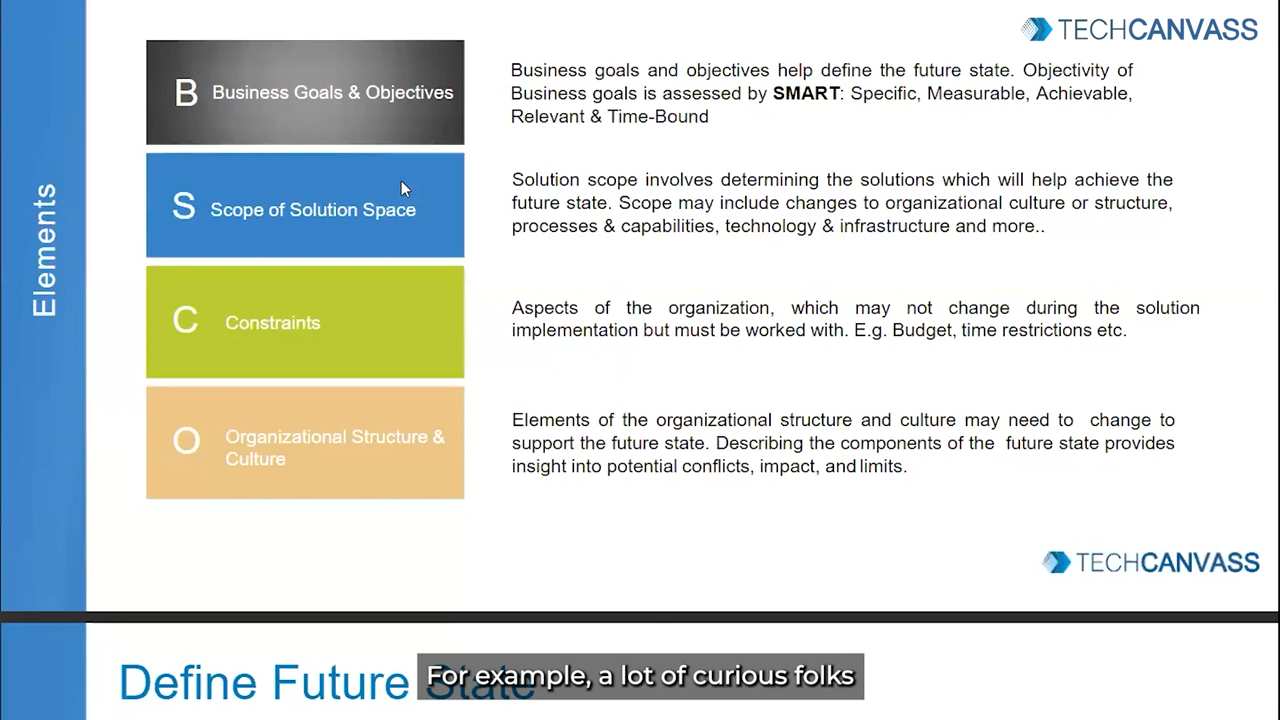 TECHCANVASS
Elements
B Business Goals & Objectives
Business goals and objectives help define the future state. Objectivity of
Business goals is assessed by SMART: Specific, Measurable, Achievable,
Relevant & Time-Bound
S Scope of Solution Space
Solution scope involves determining the solutions which will help achieve the
future state. Scope may include changes to organizational culture or structure,
processes & capabilities, technology & infrastructure and more..
C Constraints
Aspects of the organization, which may not change during the solution
implementation but must be worked with. E.g. Budget, time restrictions etc.
O Organizational Structure &
Culture
Elements of the organizational structure and culture may need to change to
support the future state. Describing the components of the future state provides
insight into potential conflicts, impact, and limits.
TECHCANVASS
Define Future State
For example, a lot of curious folks